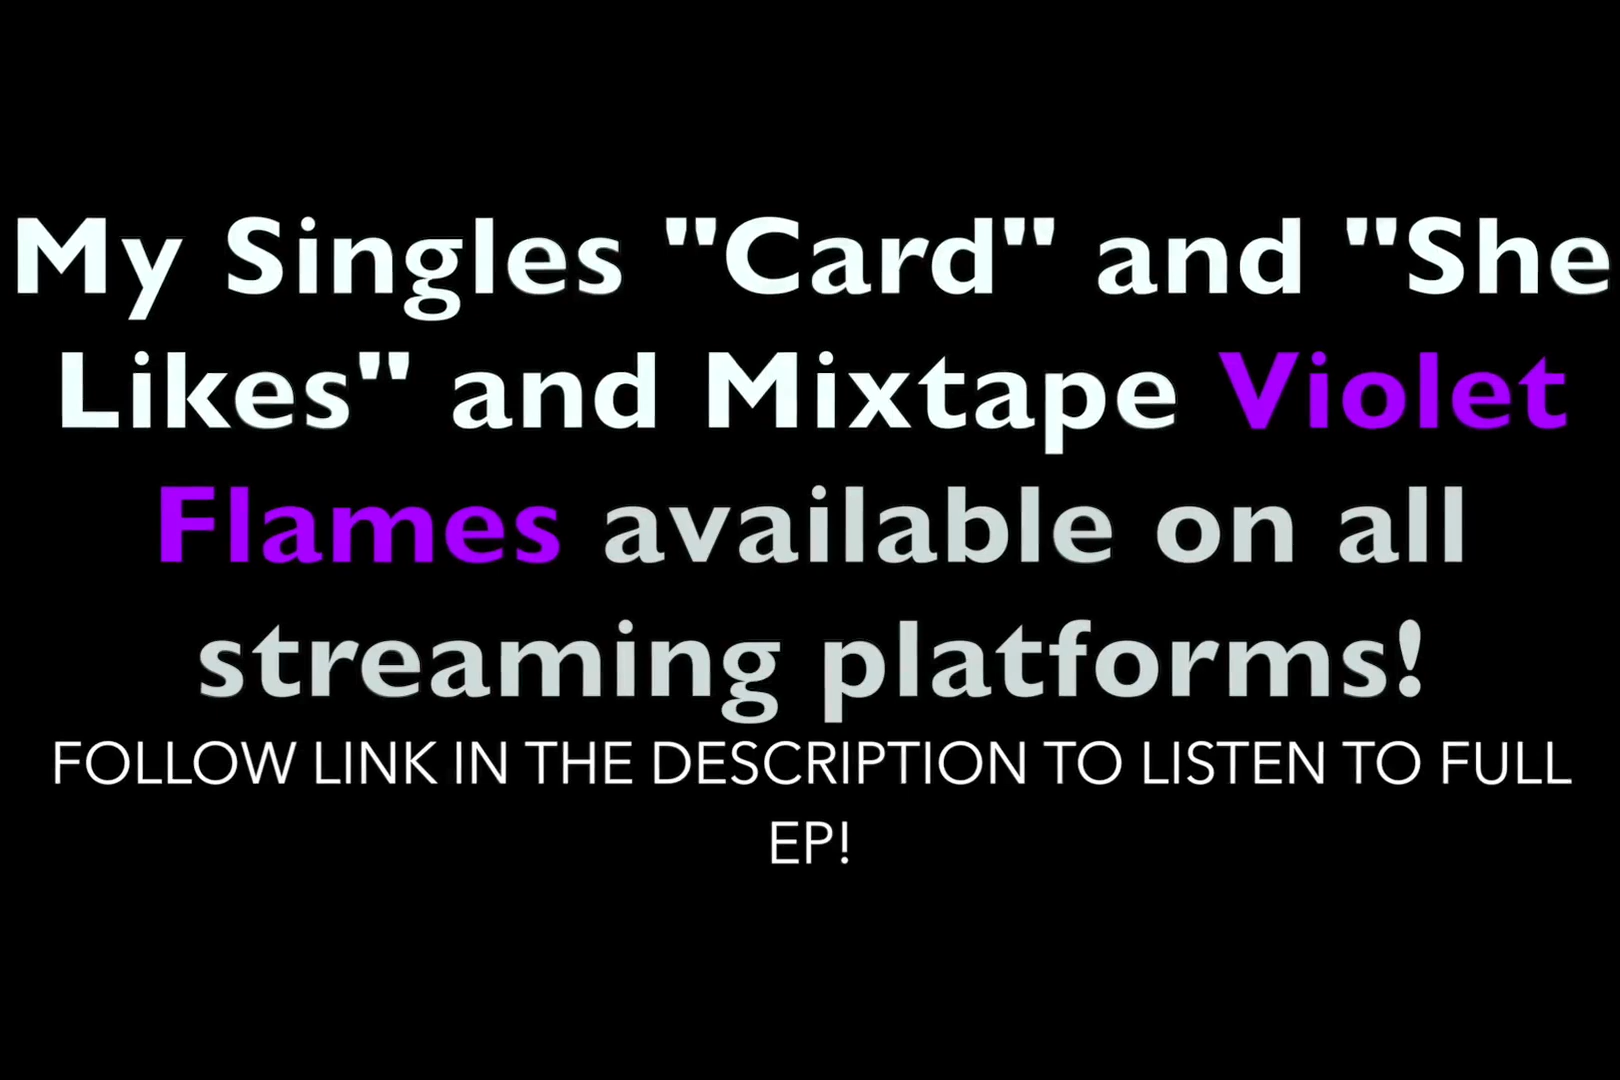 My Singles "Card" and "She
Likes" and Mixtape Violet
Flames available on all
streaming platforms!
FOLLOW LINK IN THE DESCRIPTION TO LISTEN TO FULL
EP!